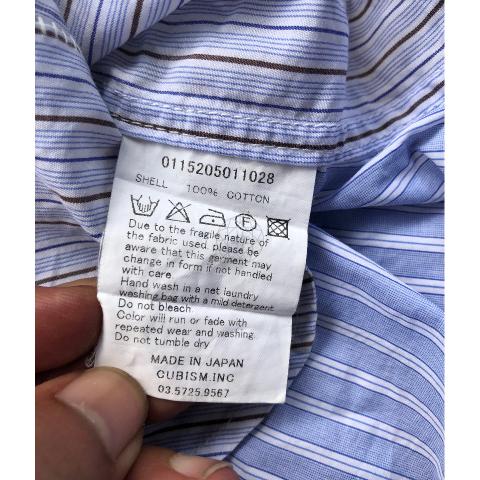 0115205011028
SHELL 100% COTTON
Due to the fragile nature of
the fabric used, please be
aware that this garment may
change in form if not handled
with care
Hand wash in a net laundry
washing bag with a mild detergent
Do not bleach.
Color will run or fade with
repeated wear and washing.
Do not tumble dry
MADE IN JAPAN
CUBISM.INC
03.5725.9567